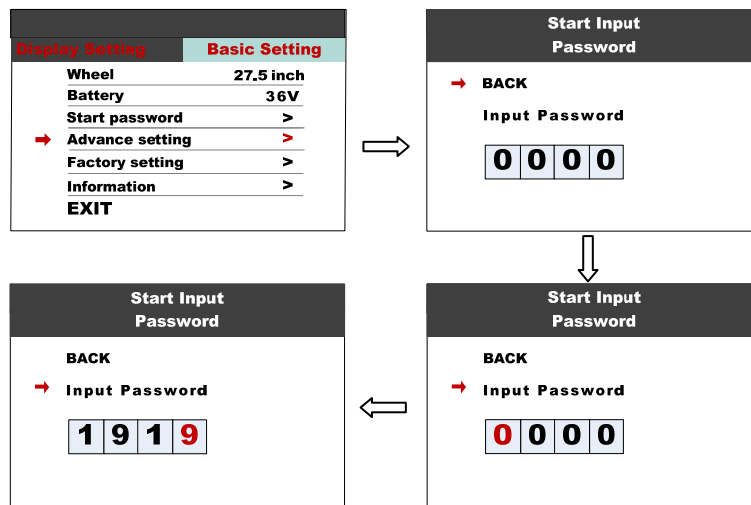 Display Setting Basic Setting
Wheel 27.5 inch
Battery 36V
Start password >
Advance setting >
Factory setting >
Information >
EXIT
Start Input
Password
BACK
Input Password
0 0 0 0
Start Input
Password
BACK
Input Password
0 0 0 0
Start Input
Password
BACK
Input Password
1 9 1 9